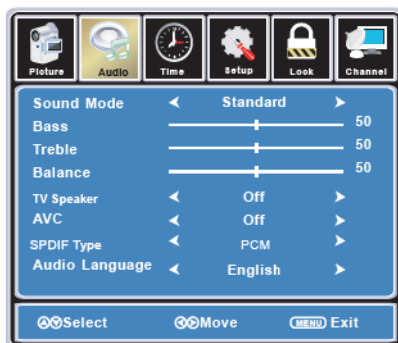 Picture Audio Time Setup Lock Channel
Sound Mode Standard
Bass 50
Treble 50
Balance 50
TV Speaker Off
AVC Off
SPDIF Type PCM
Audio Language English
Select Move MENU Exit